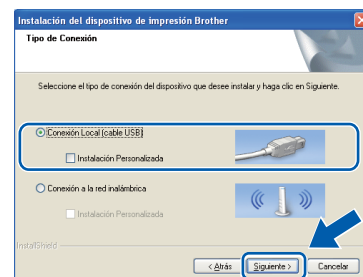 Instalación del dispositivo de impresión Brother
Tipo de Conexión
Seleccione el tipo de conexión del dispositivo que desee instalar y haga clic en Siguiente.
Conexión Local (cable USB)
Instalación Personalizada
Conexión a la red inalámbrica
Instalación Personalizada
InstallShield
< Atrás
Siguiente >
Cancelar